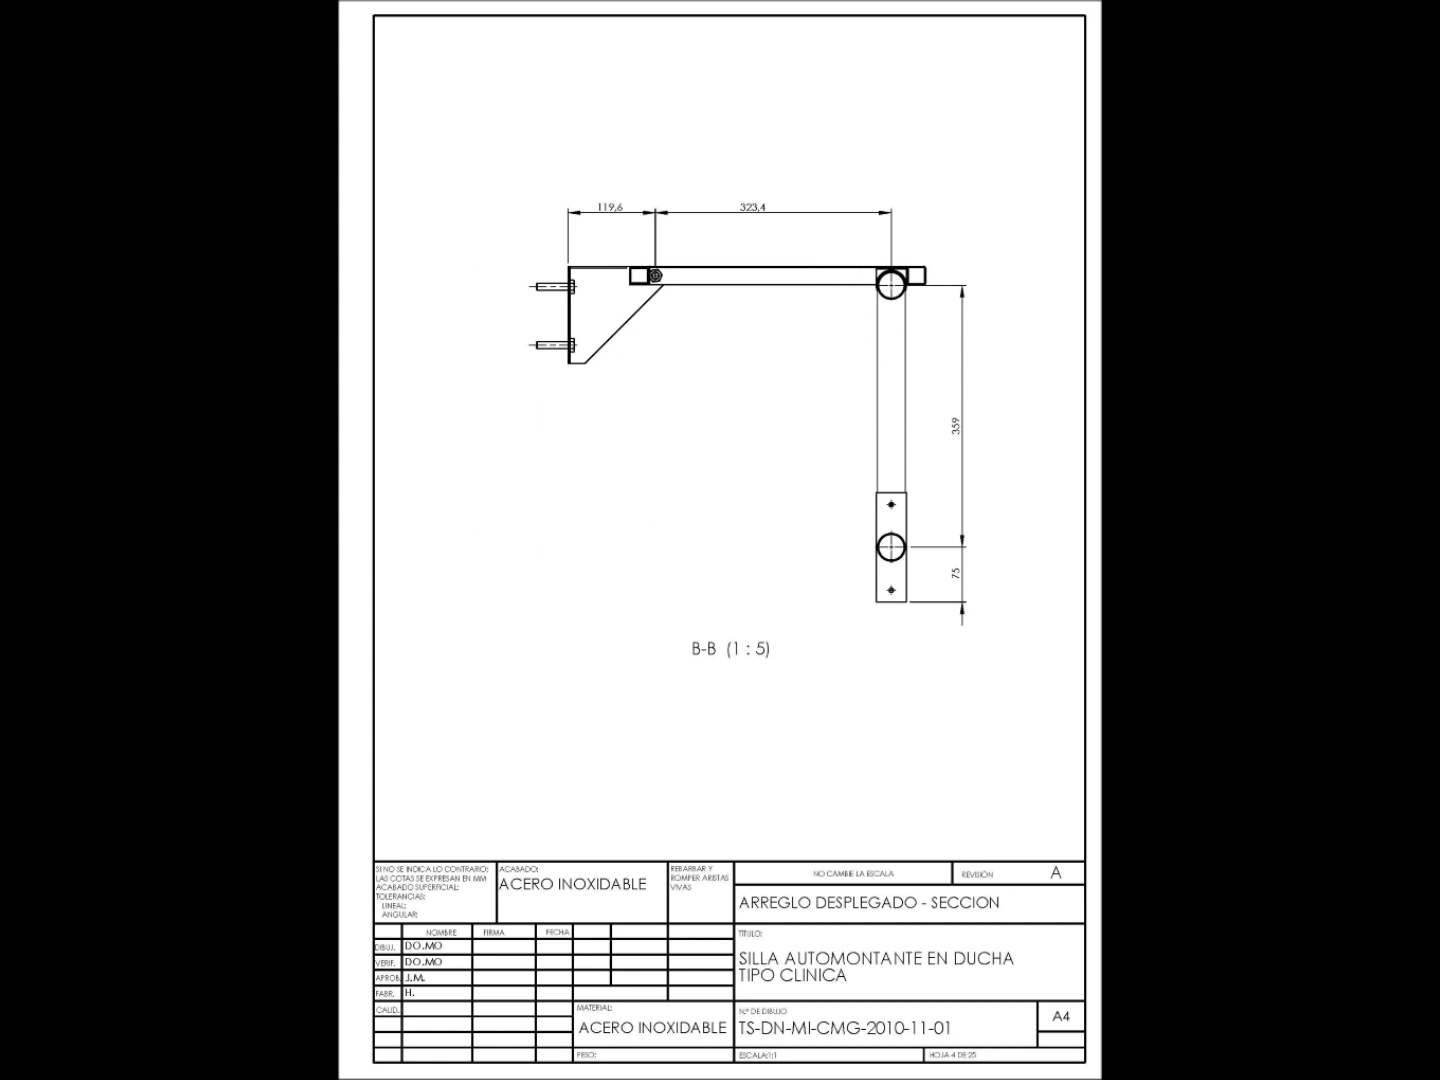 119,6
323,4
359
75
B-B (1 : 5)
SI NO SE INDICA LO CONTRARIO:
LAS COTAS SE EXPRESAN EN MM
ACABADO SUPERFICIAL:
TOLERANCIAS:
LINEAL:
ANGULAR:
ACABADO:
ACERO INOXIDABLE
REBARBAR Y
ROMPER ARISTAS
VIVAS
NO CAMBIE LA ESCALA
REVISIÓN
A
ARREGLO DESPLEGADO - SECCION
NOMBRE
FIRMA
FECHA
DIBUJ.
DO.MO
VERIF.
DO.MO
APROB.
J.M.
FABR.
H.
CALID.
TÍTULO:
SILLA AUTOMONTANTE EN DUCHA
TIPO CLINICA
MATERIAL:
ACERO INOXIDABLE
N.º DE DIBUJO
TS-DN-MI-CMG-2010-11-01
A4
PESO:
ESCALA:1:1
HOJA 4 DE 25